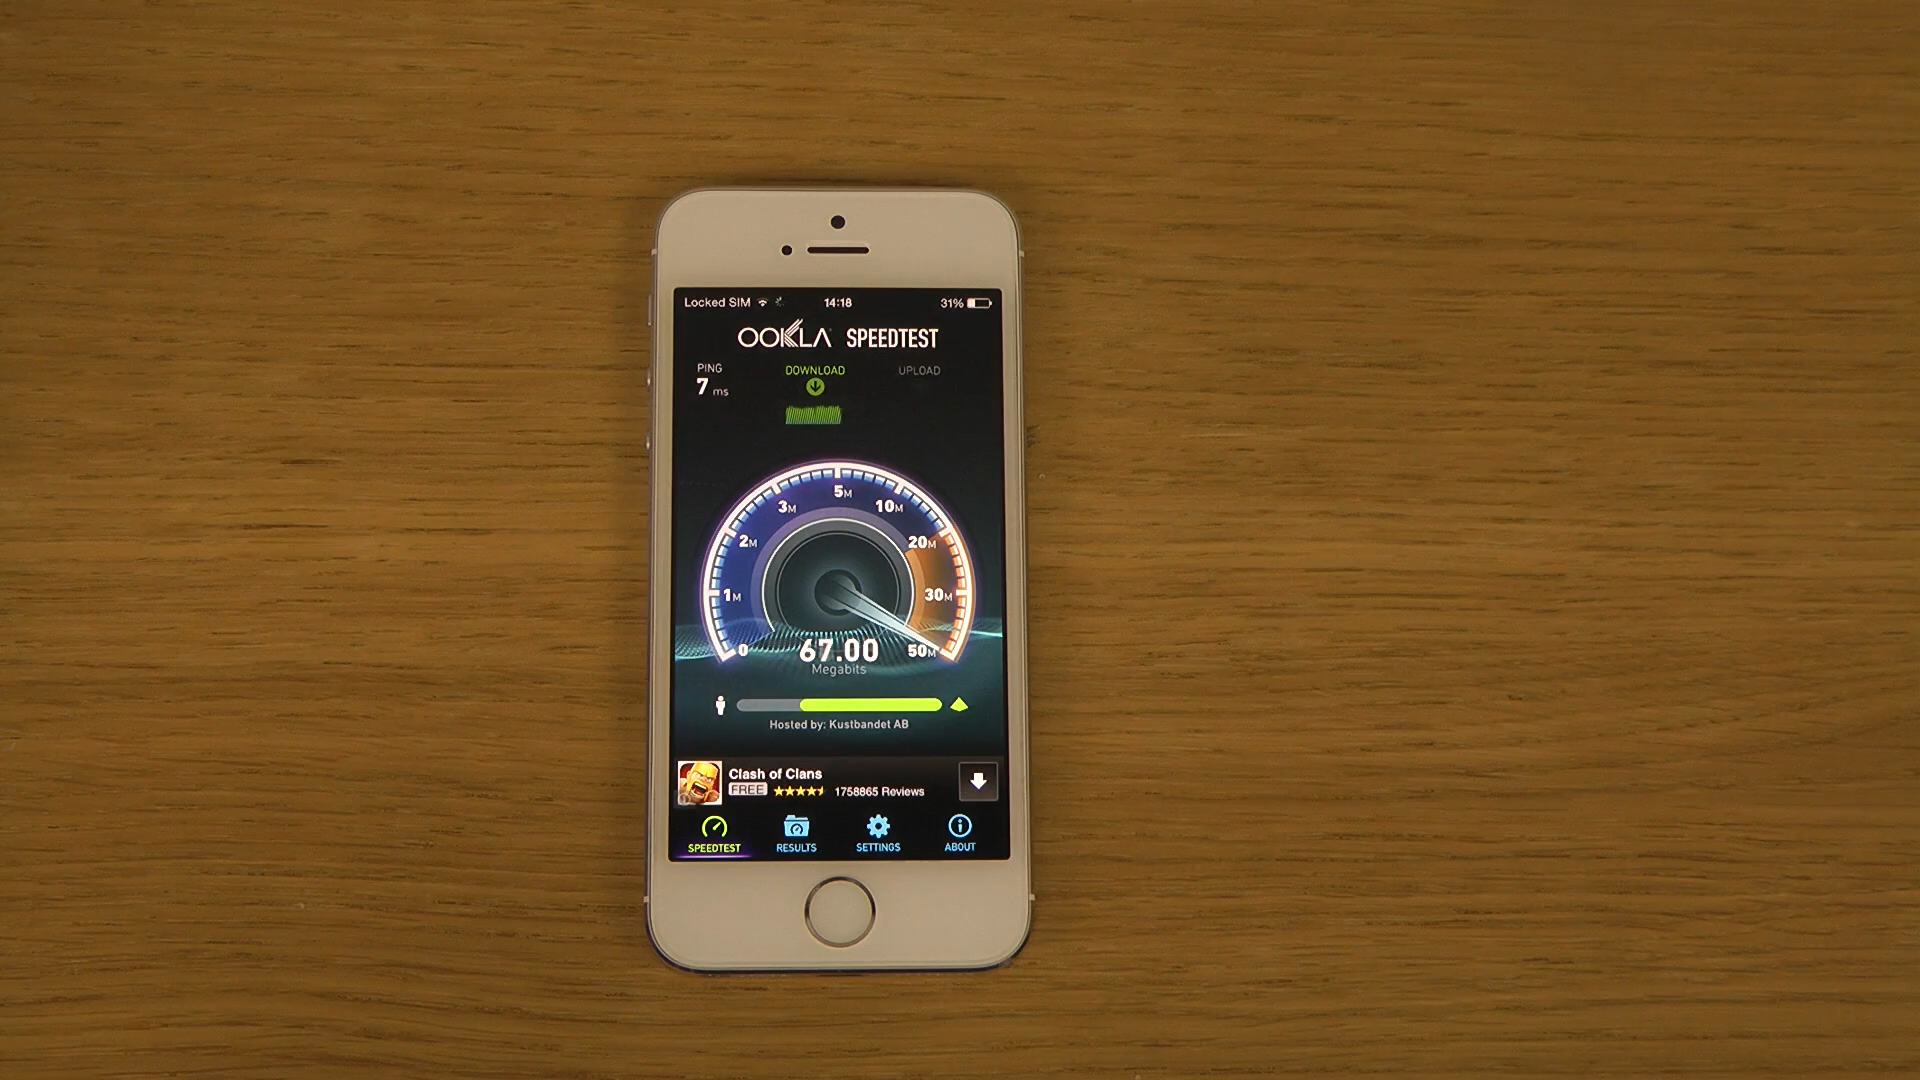 Locked SIM 14:18 31%
OOKLA SPEEDTEST
PING DOWNLOAD UPLOAD
7 ms
5M
3M 10M
2M 20M
1M 30M
0 67.00 50M
Megabits
Hosted by: Kustbandet AB
Clash of Clans
FREE 1758865 Reviews
SPEEDTEST RESULTS SETTINGS ABOUT